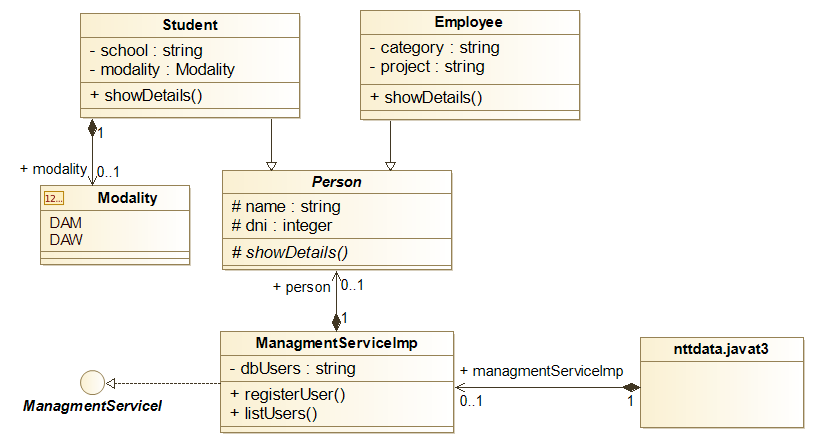 Student
- school : string
- modality : Modality
+ showDetails()
Employee
- category : string
- project : string
+ showDetails()
1
+ modality
0..1
12...
Modality
DAM
DAW
Person
# name : string
# dni : integer
# showDetails()
+ person
0..1
1
ManagmentServiceImp
- dbUsers : string
+ registerUser()
+ listUsers()
ManagmentServiceI
+ managmentServiceImp
0..1
1
nttdata.javat3